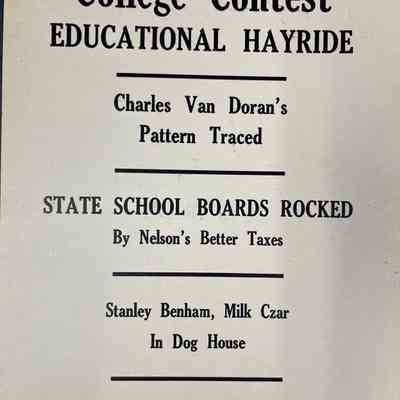 College Contest
EDUCATIONAL HAYRIDE
Charles Van Doran's
Pattern Traced
STATE SCHOOL BOARDS ROCKED
By Nelson's Better Taxes
Stanley Benham, Milk Czar
In Dog House